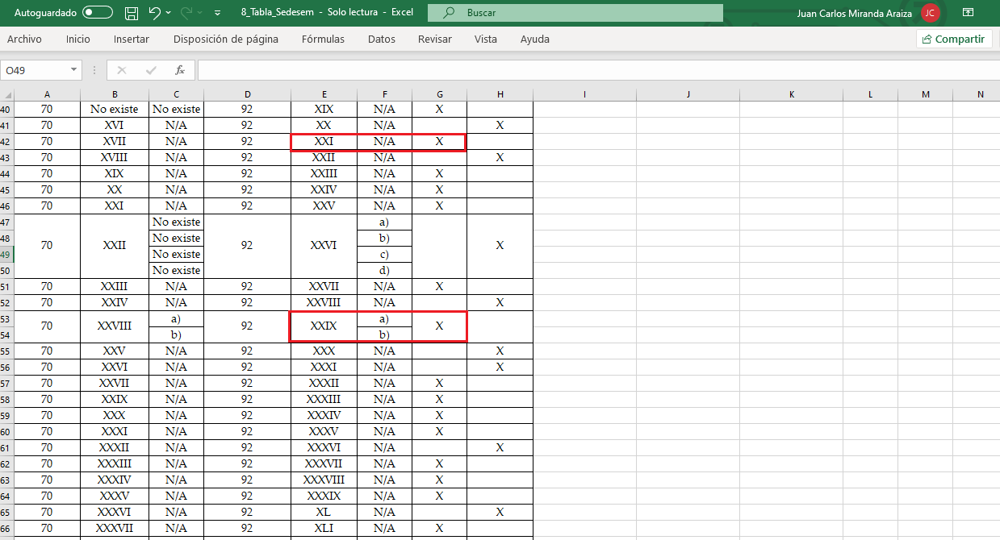 Autoguardado 8_Tabla_Sedesem - Solo lectura - Excel Buscar Juan Carlos Miranda Araiza JC
Archivo Inicio Insertar Disposición de página Fórmulas Datos Revisar Vista Ayuda Compartir
O49 fx
A B C D E F G H I J K L M N
40 70 No existe No existe 92 XIX N/A X
41 70 XVI N/A 92 XX N/A X
42 70 XVII N/A 92 XXI N/A X
43 70 XVIII N/A 92 XXII N/A X
44 70 XIX N/A 92 XXIII N/A X
45 70 XX N/A 92 XXIV N/A X
46 70 XXI N/A 92 XXV N/A X
47 No existe a)
48 70 XXII No existe 92 XXVI b) X
49 No existe c)
50 No existe d)
51 70 XXIII N/A 92 XXVII N/A X
52 70 XXIV N/A 92 XXVIII N/A X
53 70 XXVIII a) 92 XXIX a) X
54 b) b)
55 70 XXV N/A 92 XXX N/A X
56 70 XXVI N/A 92 XXXI N/A X
57 70 XXVII N/A 92 XXXII N/A X
58 70 XXIX N/A 92 XXXIII N/A X
59 70 XXX N/A 92 XXXIV N/A X
60 70 XXXI N/A 92 XXXV N/A X
61 70 XXXII N/A 92 XXXVI N/A X
62 70 XXXIII N/A 92 XXXVII N/A X
63 70 XXXIV N/A 92 XXXVIII N/A X
64 70 XXXV N/A 92 XXXIX N/A X
65 70 XXXVI N/A 92 XL N/A X
66 70 XXXVII N/A 92 XLI N/A X